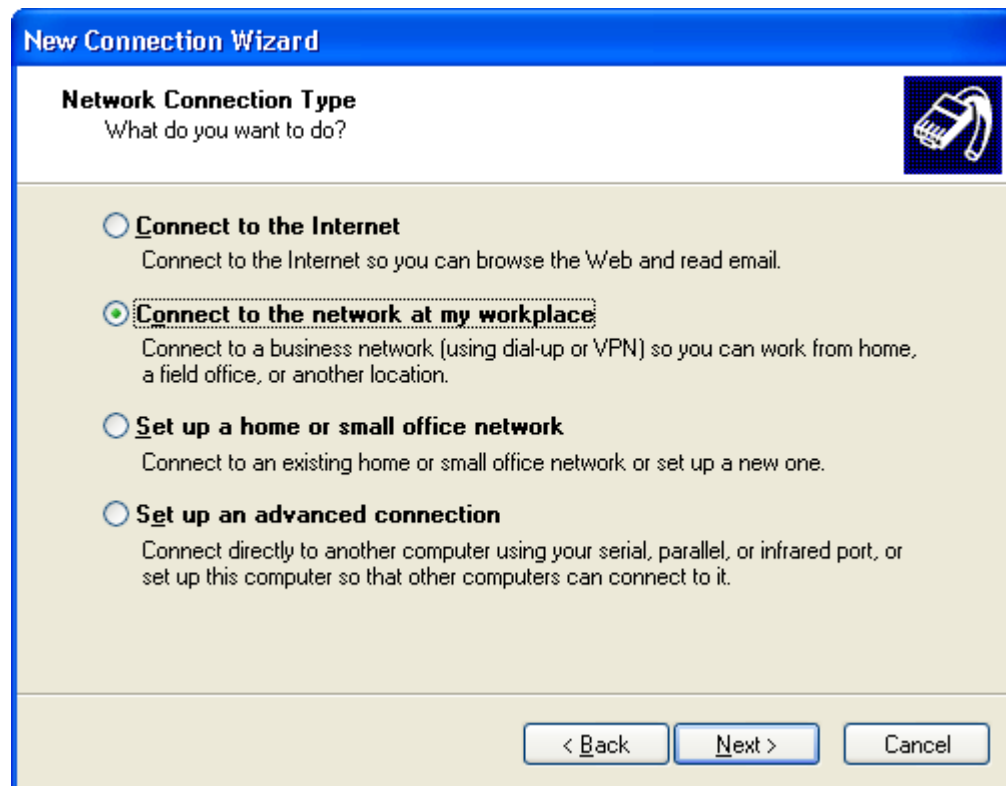 New Connection Wizard
Network Connection Type
What do you want to do?
Connect to the Internet
Connect to the Internet so you can browse the Web and read email.
Connect to the network at my workplace
Connect to a business network (using dial-up or VPN) so you can work from home,
a field office, or another location.
Set up a home or small office network
Connect to an existing home or small office network or set up a new one.
Set up an advanced connection
Connect directly to another computer using your serial, parallel, or infrared port, or
set up this computer so that other computers can connect to it.
< Back Next > Cancel